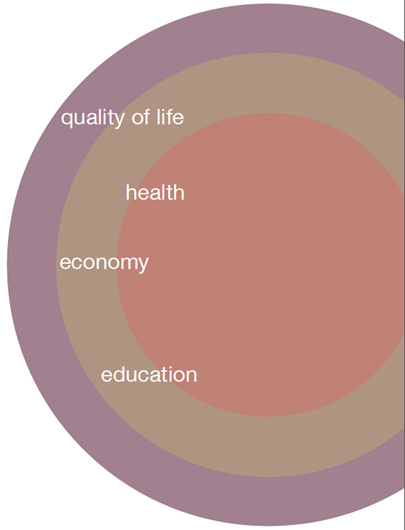 quality of life
health
economy
education